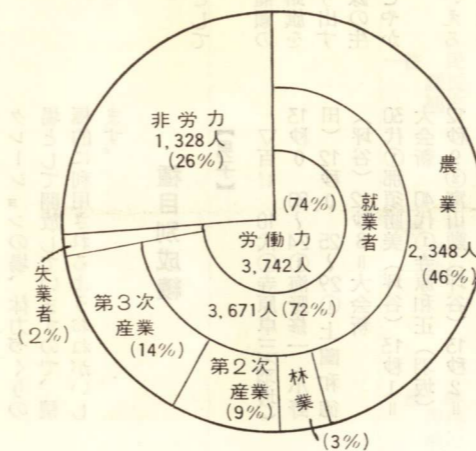 非労力
1,328人
(26%)
農業
2,348人
(46%)
就業者
(74%)
労働力
3,742人
3,671人(72%)
失業者
(2%)
第3次
産業
(14%)
第2次
産業
(9%)
林業
(3%)